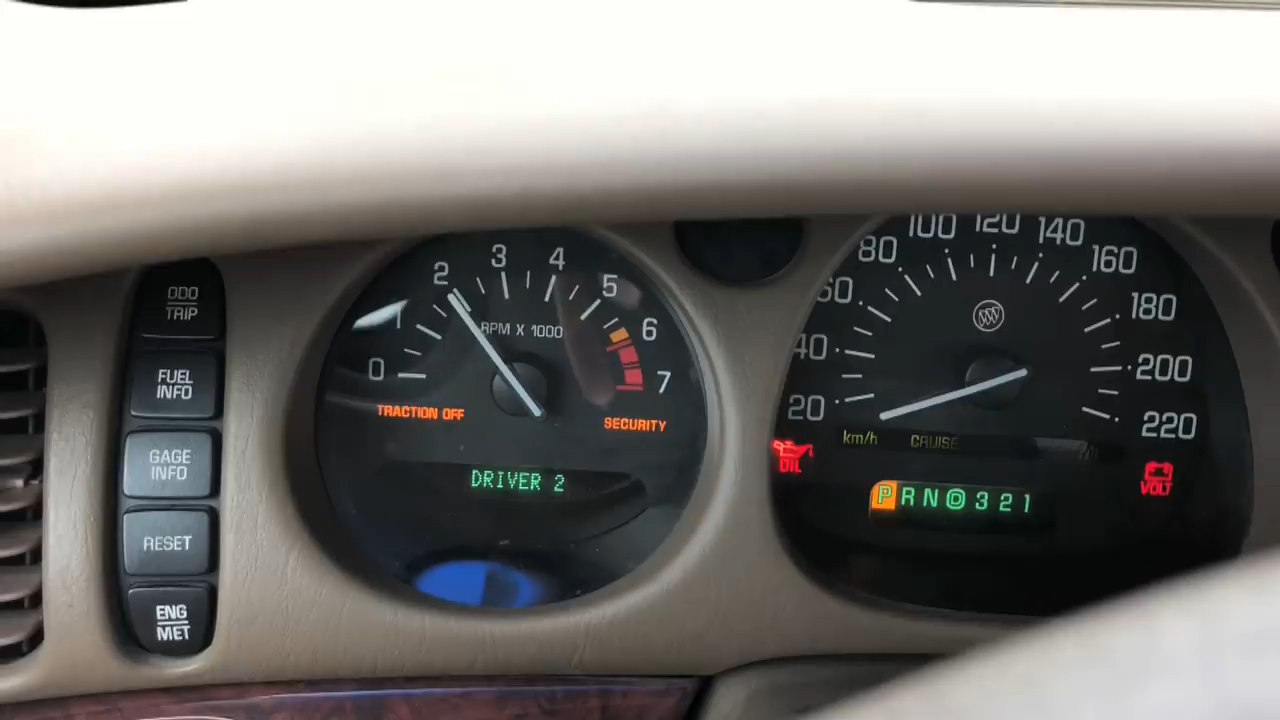 ODO
TRIP
FUEL
INFO
GAGE
INFO
RESET
ENG
MET
0 1 2 3 4 5 6 7
RPM X 1000
TRACTION OFF
SECURITY
DRIVER 2
20 40 60 80 100 120 140 160 180 200 220
km/h
CRUISE
OIL
VOLT
P R N D 3 2 1